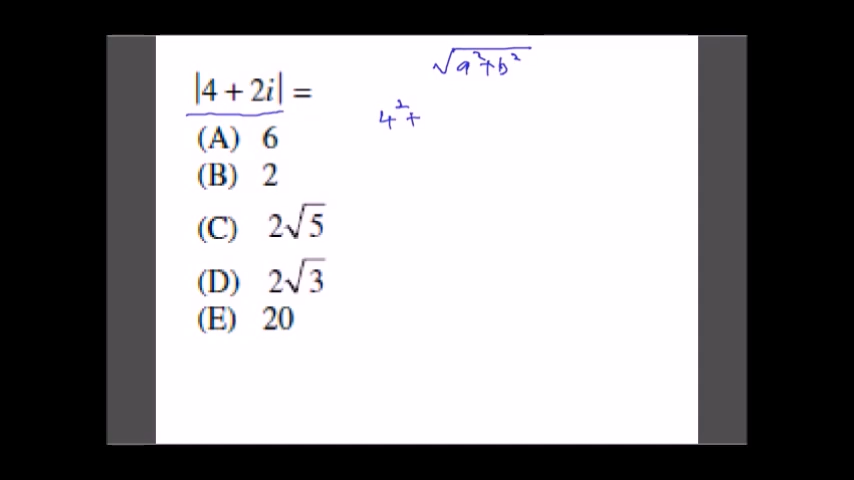 √a²+b²
|4 + 2i| =
4²+
(A) 6
(B) 2
(C) 2√5
(D) 2√3
(E) 20